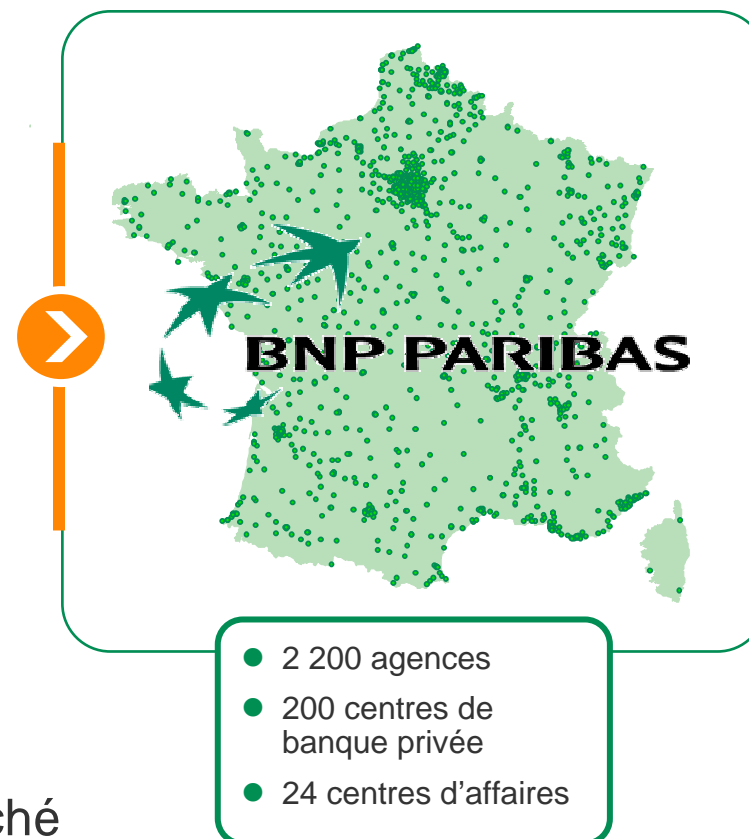 BNP PARIBAS
2 200 agences
200 centres de
banque privée
24 centres d’affaires
ché